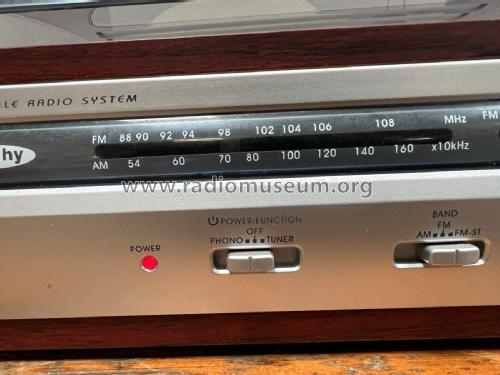 LE RADIO SYSTEM
FM 88 90 92 94 98 102 104 106 108 MHz FM
hy
AM 54 60 70 80 100 120 140 160 x10kHz
www.radiomuseum.org
POWER/FUNCTION
OFF
PHONO TUNER
POWER
BAND
FM
AM FM-ST